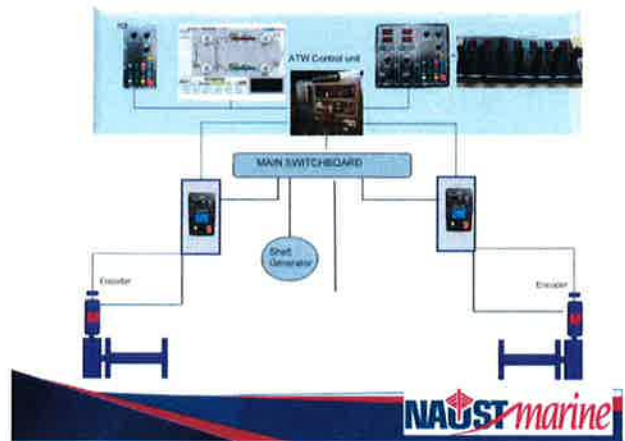 ATW Control unit
MAIN SWITCHBOARD
Shaft
Generator
Encoder
Encoder
M
M
NAUST marine